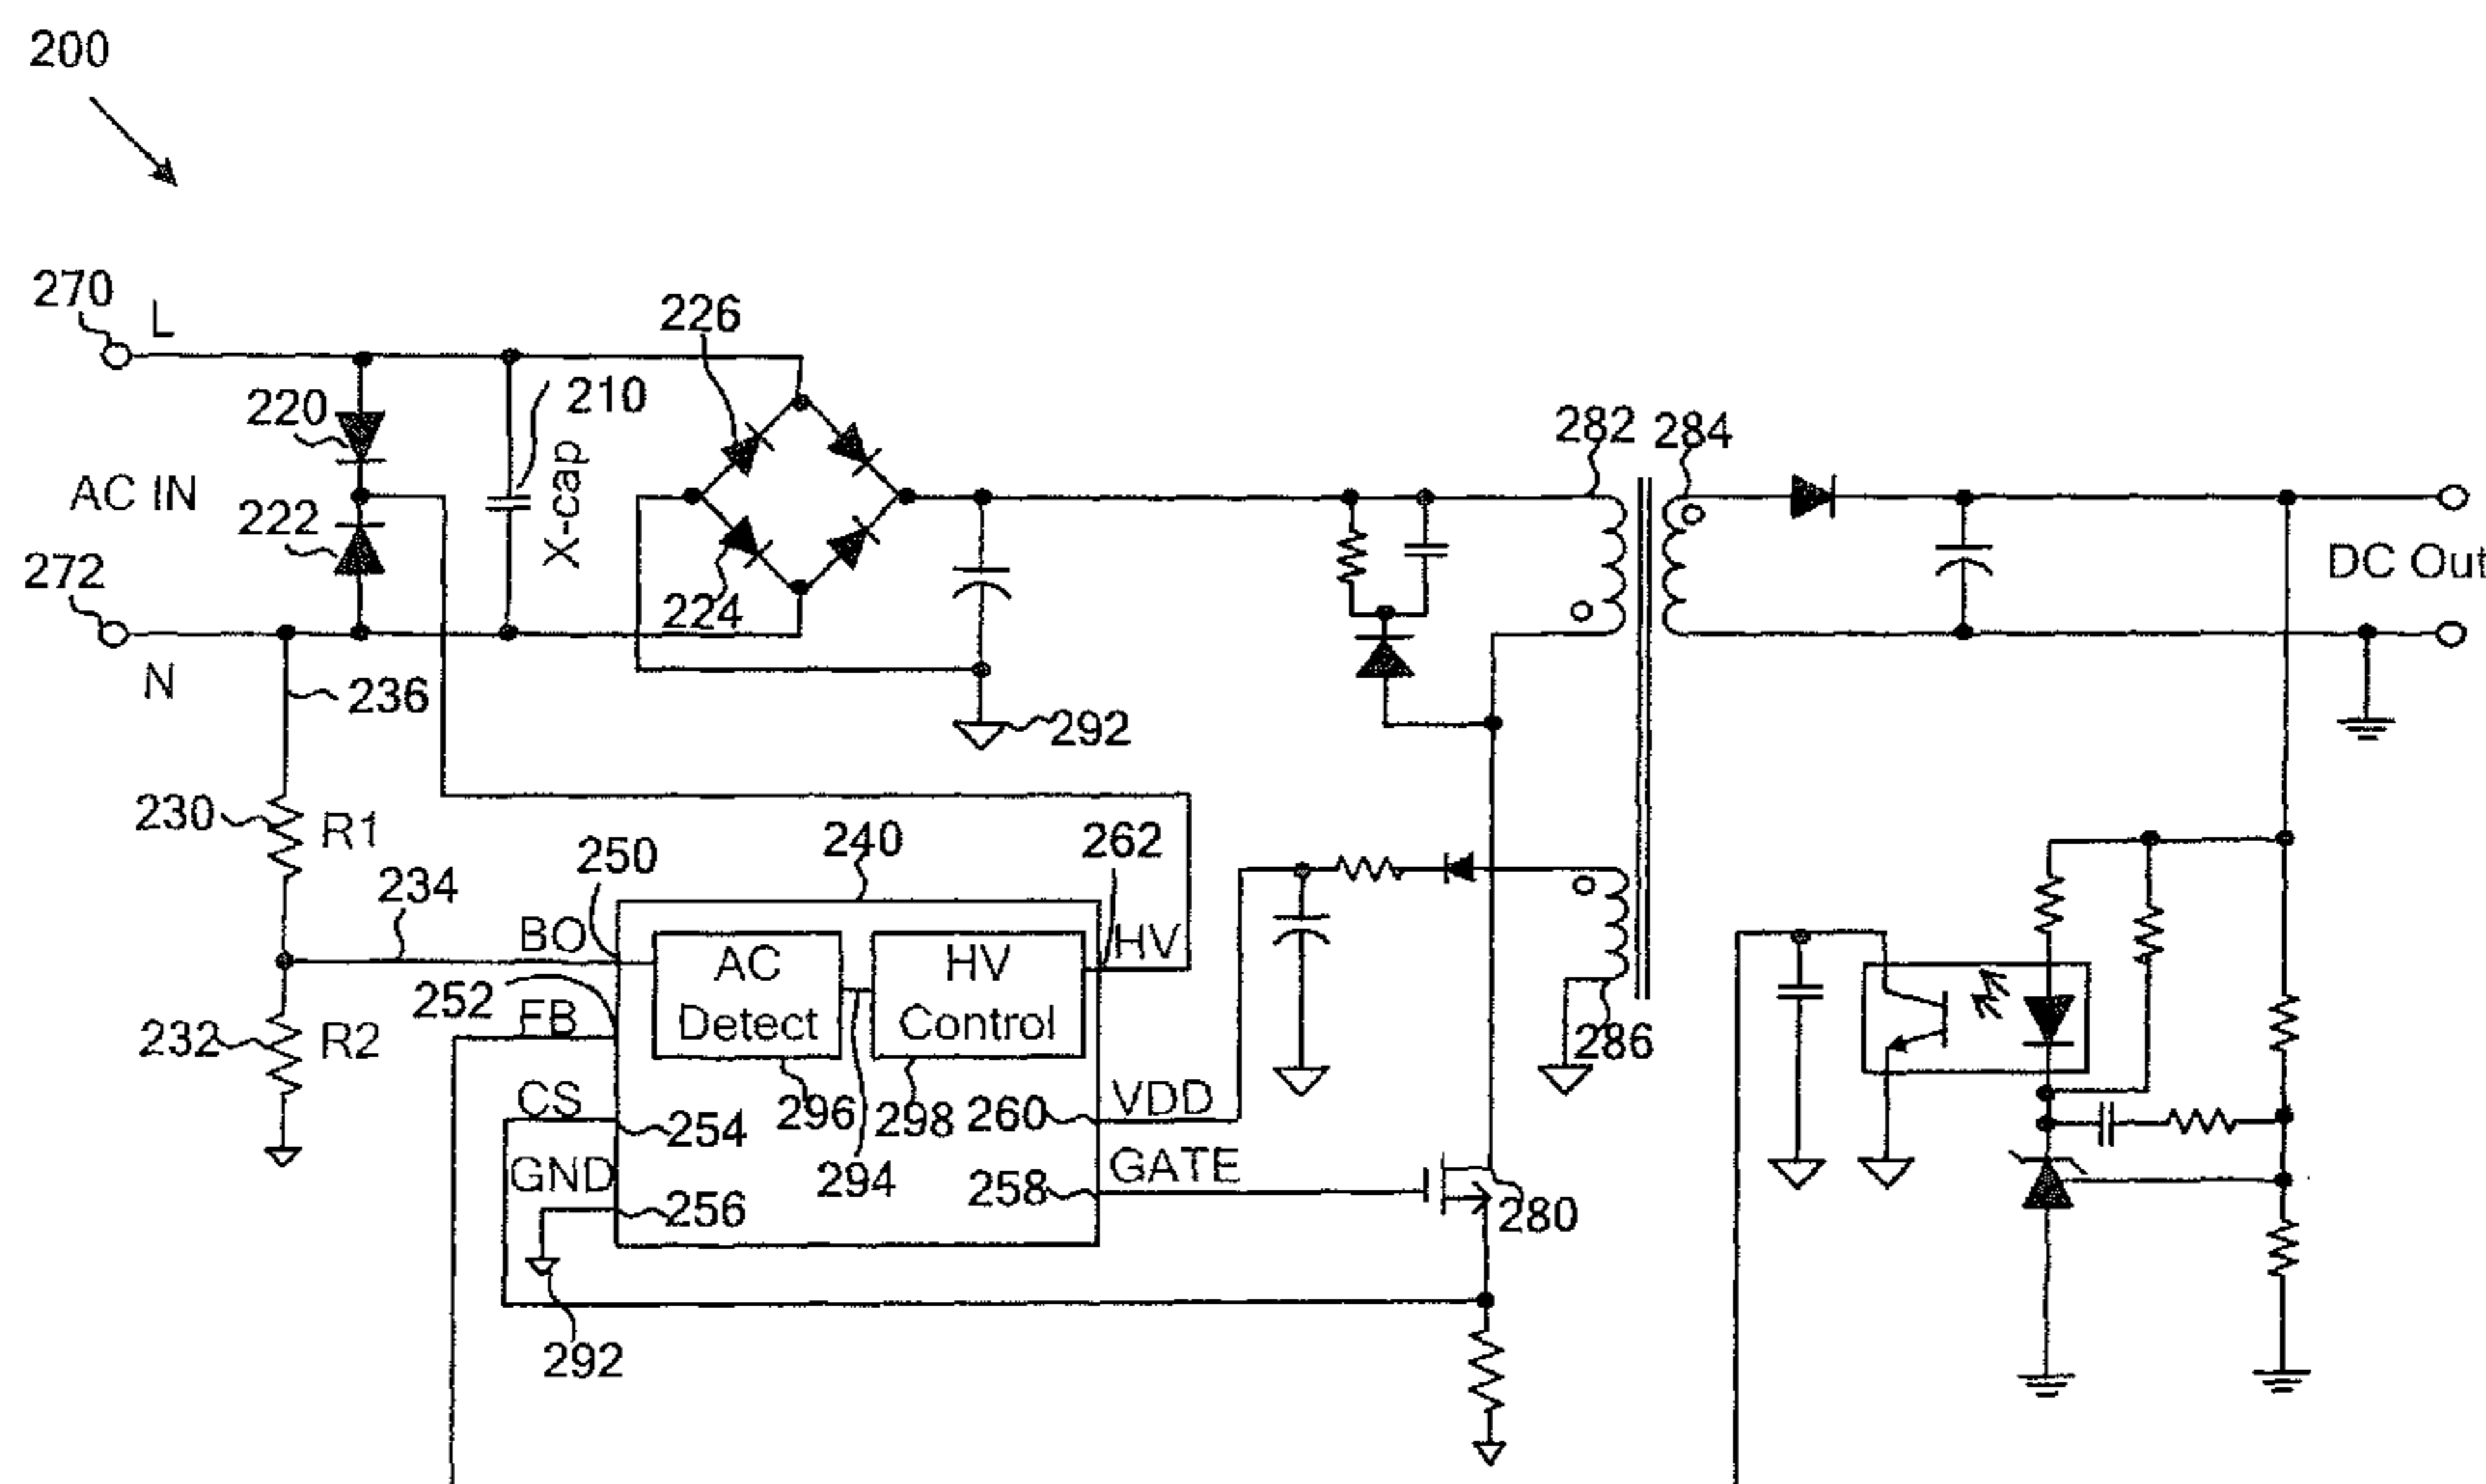 200
270
L
226
220
210
X-cap
282
284
AC IN
222
272
224
DC Out
N
236
292
230
R1
250
240
262
234
BO
HV
AC
Detect
HV
Control
252
FB
232
R2
286
CS
254
296
298
260
VDD
294
GND
256
258
GATE
280
292